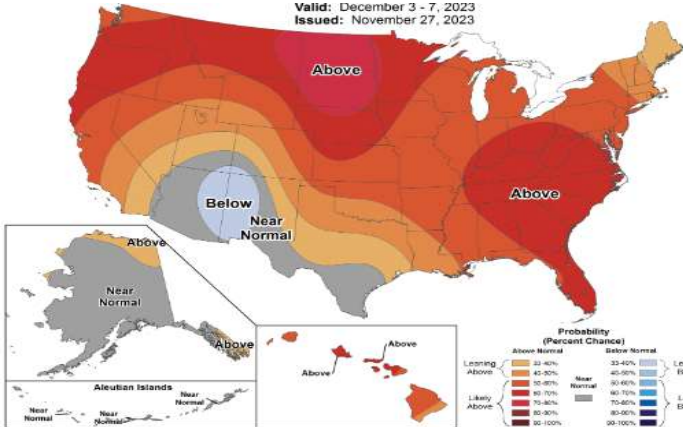 Valid: December 3 - 7, 2023
Issued: November 27, 2023
Above
Above
Below
Near
Normal
Above
Near
Normal
Above
Aleutian Islands
Near
Normal
Near
Normal
Near
Normal
Above
Above
Probability
(Percent Chance)
Above Normal
Below Normal
Leaning
Above
33-40%
40-50%
Likely
Above
50-60%
60-70%
70-80%
80-90%
90-100%
Near
Normal
33-40%
40-50%
50-60%
60-70%
70-80%
80-90%
90-100%